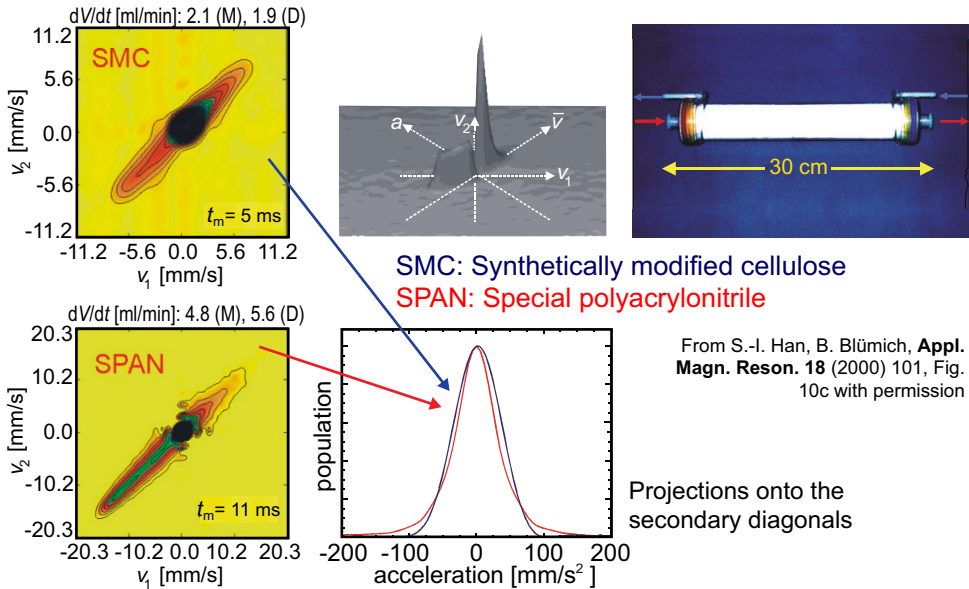 dV/dt [ml/min]: 2.1 (M), 1.9 (D)
11.2
5.6
0.0
-5.6
-11.2
v₂ [mm/s]
SMC
tₘ= 5 ms
-11.2 0.0 5.6 11.2
v₁ [mm/s]
a
v₂
v̅
v₁
30 cm
SMC: Synthetically modified cellulose
SPAN: Special polyacrylonitrile
dV/dt [ml/min]: 4.8 (M), 5.6 (D)
20.3
10.2
0.0
-10.2
-20.3
v₂ [mm/s]
SPAN
tₘ= 11 ms
-20.3 0.0 10.2 20.3
v₁ [mm/s]
population
-200 -100 0 100 200
acceleration [mm/s²]
From S.-I. Han, B. Blümich, Appl.
Magn. Reson. 18 (2000) 101, Fig.
10c with permission
Projections onto the
secondary diagonals